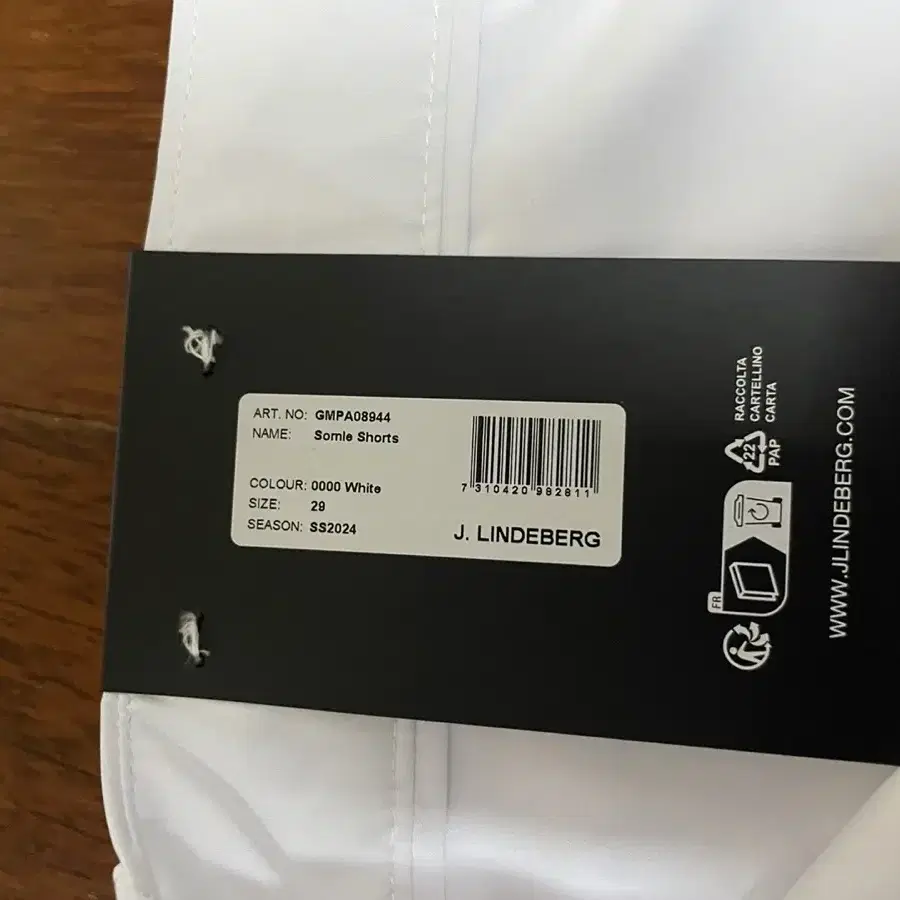 ART. NO: GMPA08944
NAME: Somle Shorts
COLOUR: 0000 White
SIZE: 29
SEASON: SS2024
7 310420 982811
J. LINDEBERG
RACCOLTA
CARTELLINO
CARTA
22
PAP
FR
WWW.JLINDEBERG.COM